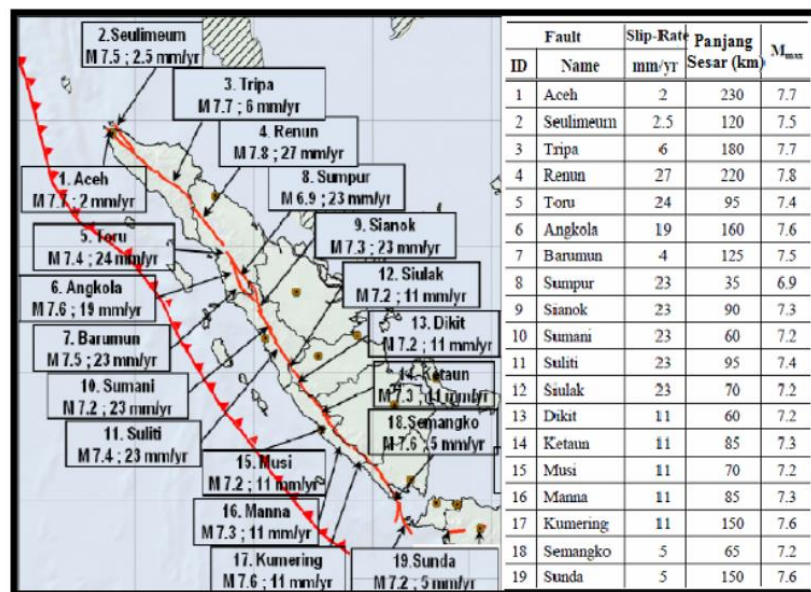 2. Seulimeum
M 7.5 ; 2.5 mm/yr
3. Tripa
M 7.7 ; 6 mm/yr
4. Renun
M 7.8 ; 27 mm/yr
8. Sumpur
M 6.9 ; 23 mm/yr
1. Aceh
M 7.7 ; 2 mm/yr
9. Sianok
M 7.3 ; 23 mm/yr
5. Toru
M 7.4 ; 24 mm/yr
12. Siulak
M 7.2 ; 11 mm/yr
6. Angkola
M 7.6 ; 19 mm/yr
13. Dikit
M 7.2 ; 11 mm/yr
7. Barumun
M 7.5 ; 23 mm/yr
14. Ketaun
M 7.3 ; 11 mm/yr
10. Sumani
M 7.2 ; 23 mm/yr
18. Semangko
M 7.6 ; 5 mm/yr
11. Suliti
M 7.4 ; 23 mm/yr
15. Musi
M 7.2 ; 11 mm/yr
16. Manna
M 7.3 ; 11 mm/yr
17. Kumering
M 7.6 ; 11 mm/yr
19. Sunda
M 7.2 ; 5 mm/yr
Fault Slip-Rate Panjang Sesar (km) Mmax
ID Name mm/yr
1 Aceh 2 230 7.7
2 Seulimeum 2.5 120 7.5
3 Tripa 6 180 7.7
4 Renun 27 220 7.8
5 Toru 24 95 7.4
6 Angkola 19 160 7.6
7 Barumun 4 125 7.5
8 Sumpur 23 35 6.9
9 Sianok 23 90 7.3
10 Sumani 23 60 7.2
11 Suliti 23 95 7.4
12 Siulak 23 70 7.2
13 Dikit 11 60 7.2
14 Ketaun 11 85 7.3
15 Musi 11 70 7.2
16 Manna 11 85 7.3
17 Kumering 11 150 7.6
18 Semangko 5 65 7.2
19 Sunda 5 150 7.6